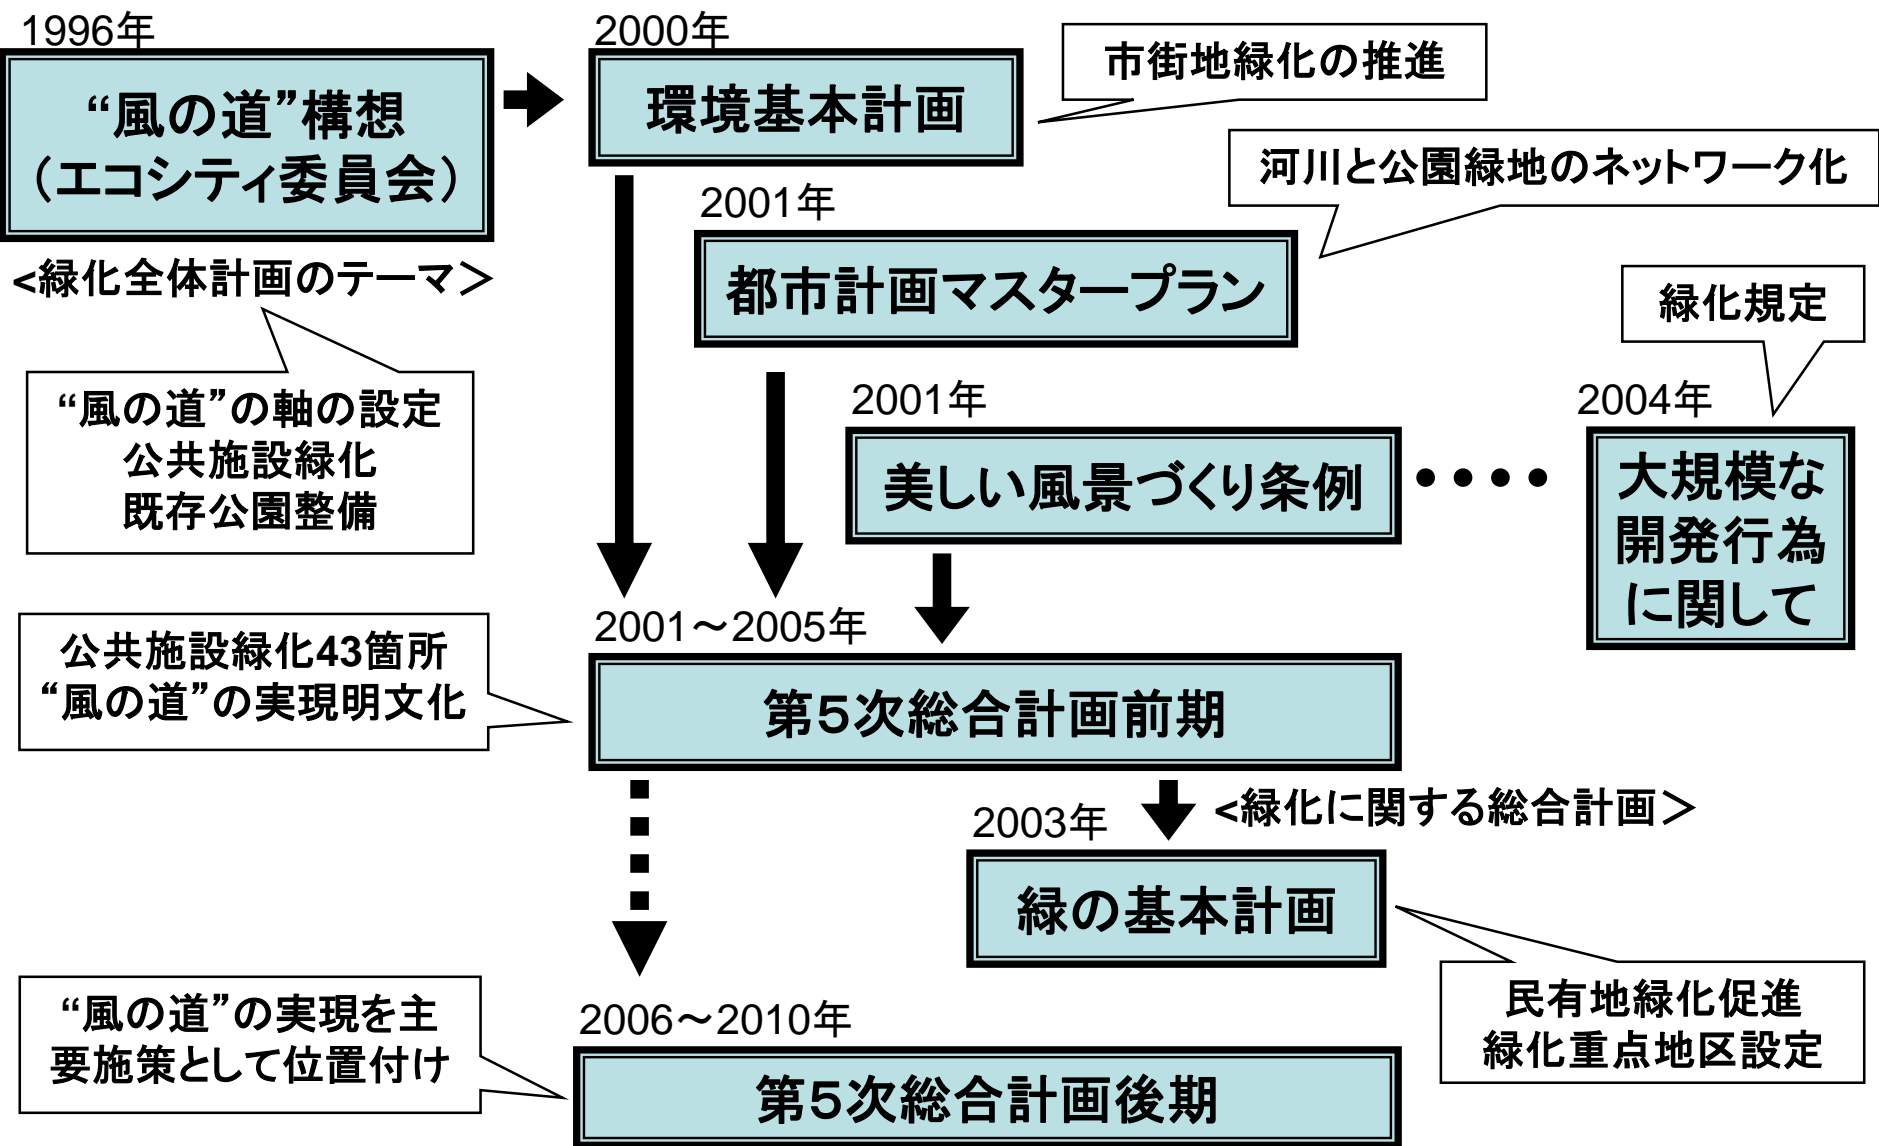 1996年
“風の道”構想
（エコシティ委員会）
2000年
環境基本計画
市街地緑化の推進
河川と公園緑地のネットワーク化
2001年
都市計画マスタープラン
<緑化全体計画のテーマ＞
緑化規定
“風の道”の軸の設定
公共施設緑化
既存公園整備
2001年
美しい風景づくり条例
2004年
大規模な
開発行為
に関して
2001～2005年
公共施設緑化43箇所
“風の道”の実現明文化
第５次総合計画前期
<緑化に関する総合計画＞
2003年
緑の基本計画
“風の道”の実現を主
要施策として位置付け
2006～2010年
民有地緑化促進
緑化重点地区設定
第５次総合計画後期